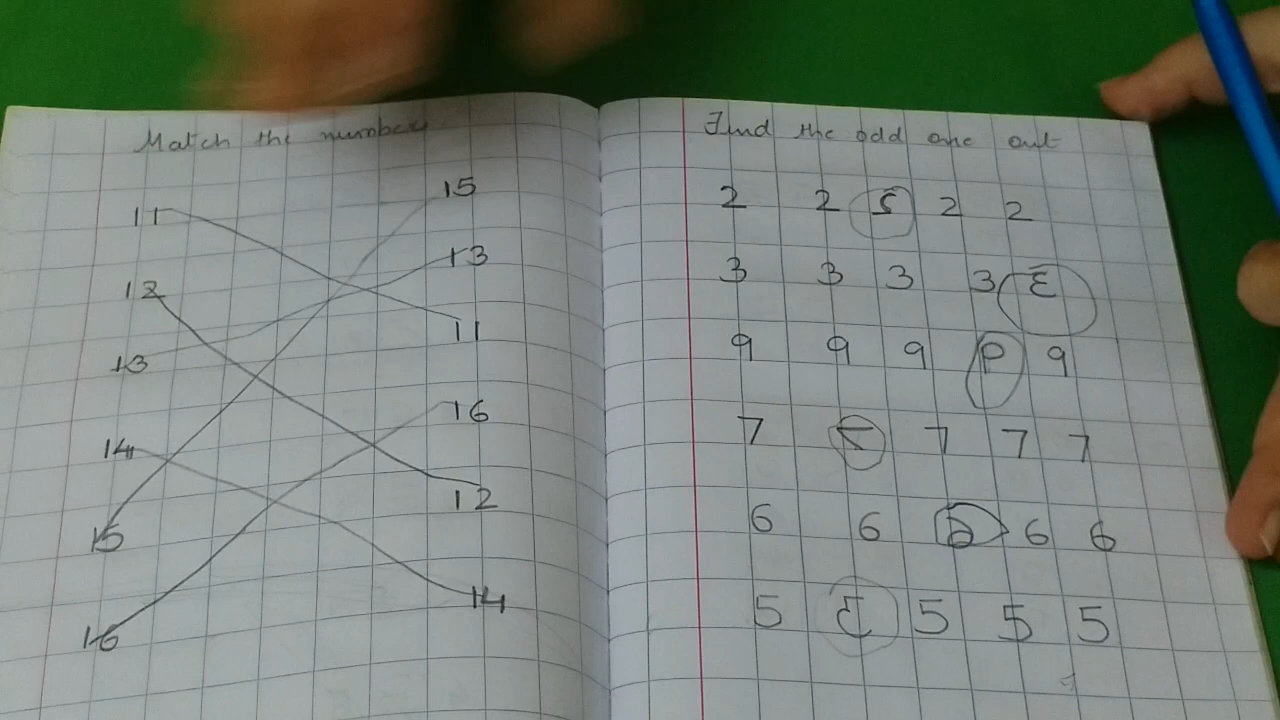 Match the number
11 15
12 13
13 11
14 16
15 12
16 14
Find the odd one out
2 2 S 2 2
3 3 3 3 Ɛ
9 9 9 P 9
7 7 7 7
6 6 6 6
5 5 5 5